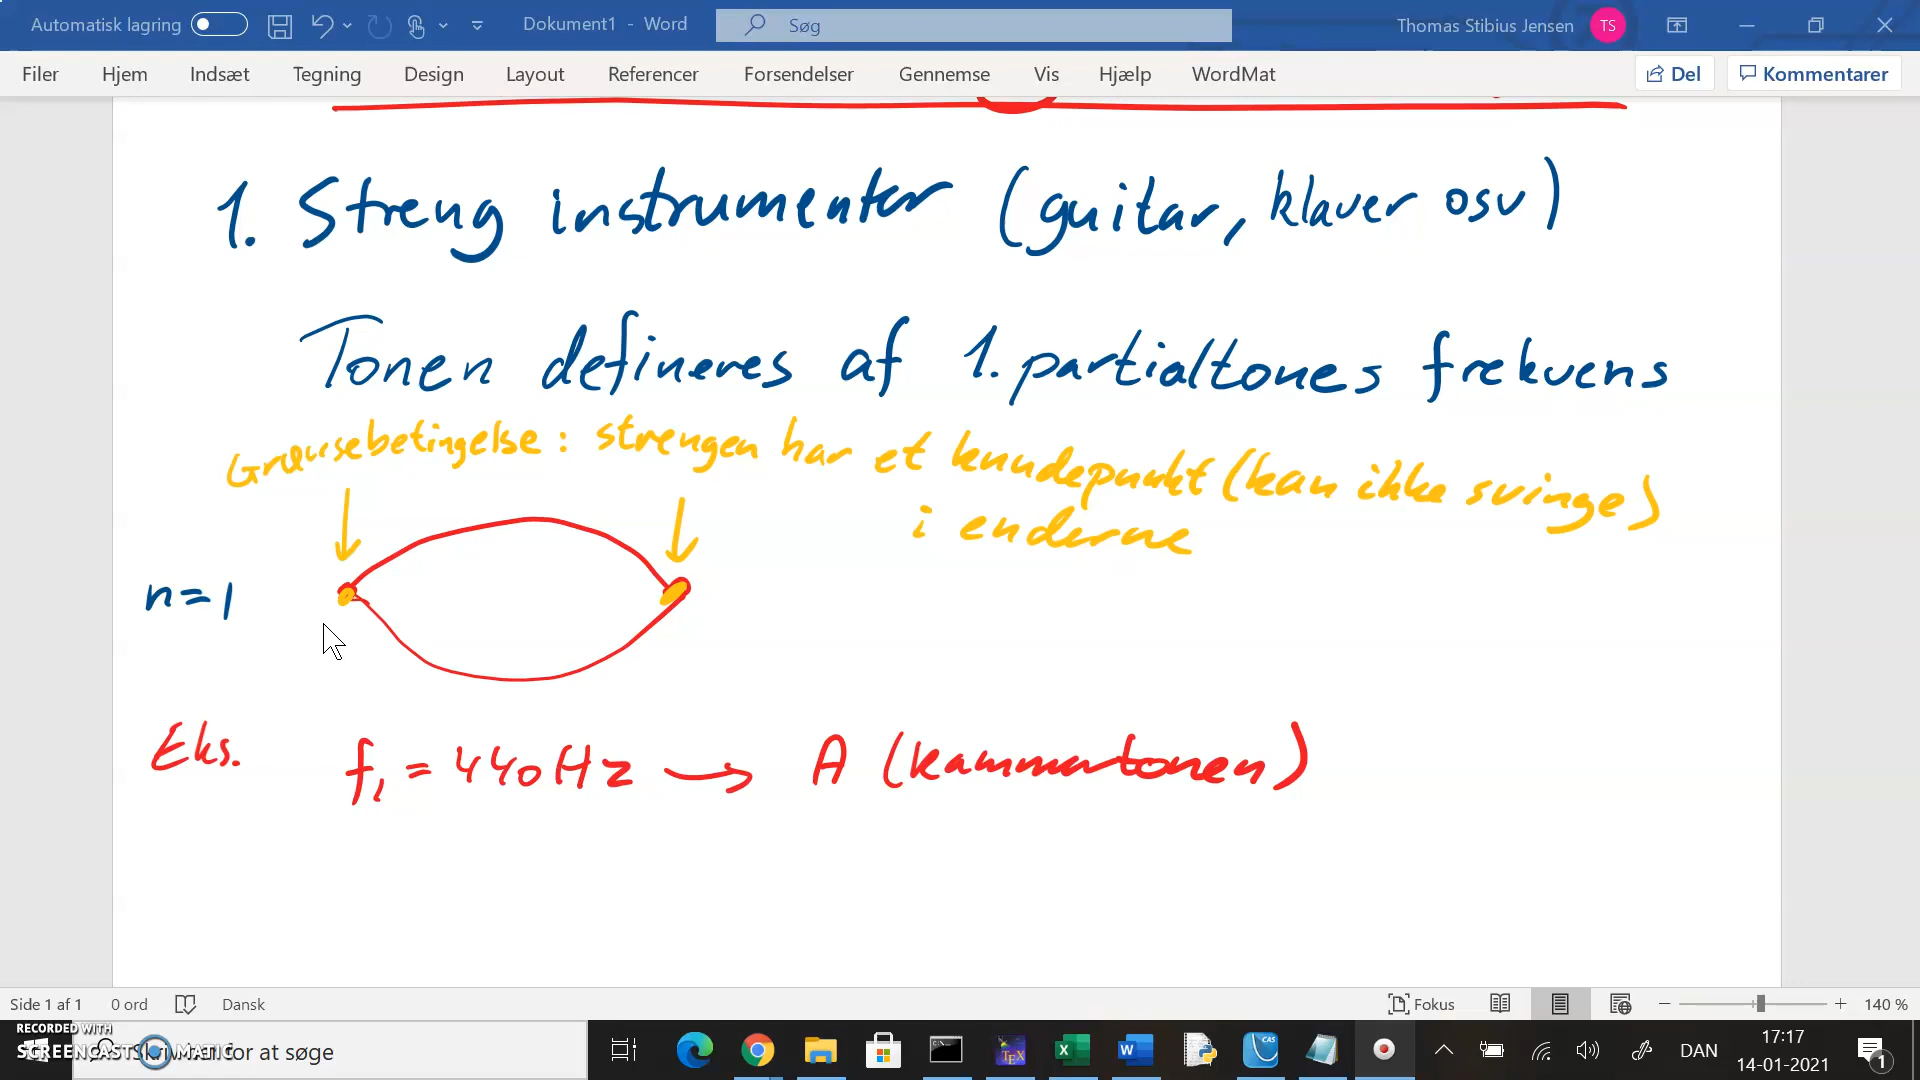 Automatisk lagring
Dokument1 - Word
Søg
Thomas Stibius Jensen
TS
Filer Hjem Indsæt Tegning Design Layout Referencer Forsendelser Gennemse Vis Hjælp WordMat Del Kommentarer
1. Streng instrumenter (guitar, klaver osv)
Tonen defineres af 1. partialtones frekvens
Grænsebetingelse: strengen har et knudepunkt (kan ikke svinge)
i enderne
n=1
Eks. f₁ = 440 Hz → A (kammertonen)
Side 1 af 1 0 ord Dansk Fokus 140 %
RECORDED WITH
SCREENCAST MATIC
for at søge
DAN
17:17
14-01-2021
1